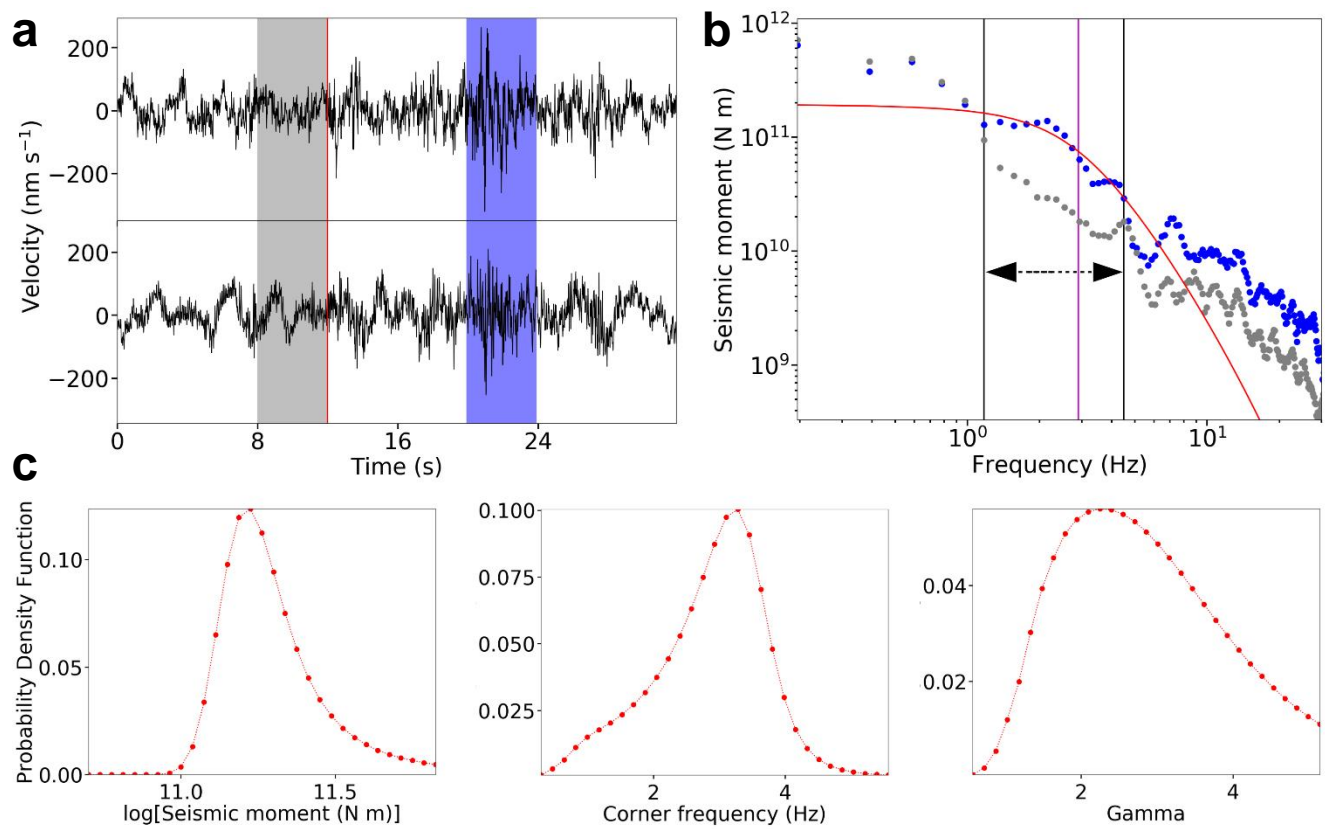 a
200
0
−200
200
0
−200
Velocity (nm s⁻¹)
0 8 16 24
Time (s)
b
10¹²
10¹¹
10¹⁰
10⁹
Seismic moment (N m)
10⁰ 10¹
Frequency (Hz)
c
Probability Density Function
0.10
0.05
0.00
11.0 11.5
log[Seismic moment (N m)]
0.100
0.075
0.050
0.025
2 4
Corner frequency (Hz)
0.04
0.02
2 4
Gamma